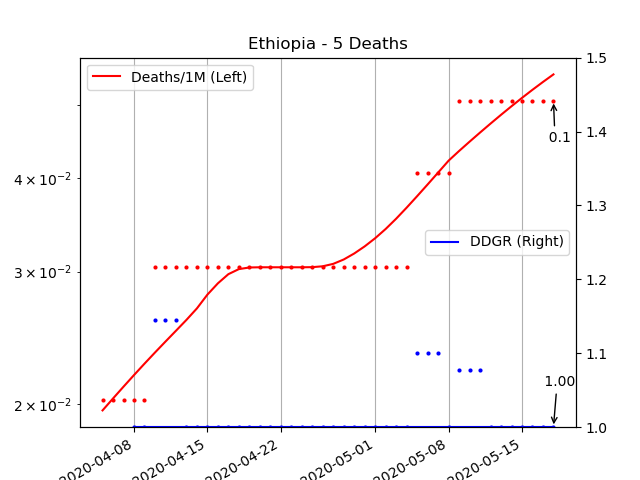 Ethiopia - 5 Deaths
Deaths/1M (Left)
DDGR (Right)
0.1
1.00
4 × 10⁻²
3 × 10⁻²
2 × 10⁻²
1.5
1.4
1.3
1.2
1.1
1.0
2020-04-08
2020-04-15
2020-04-22
2020-05-01
2020-05-08
2020-05-15